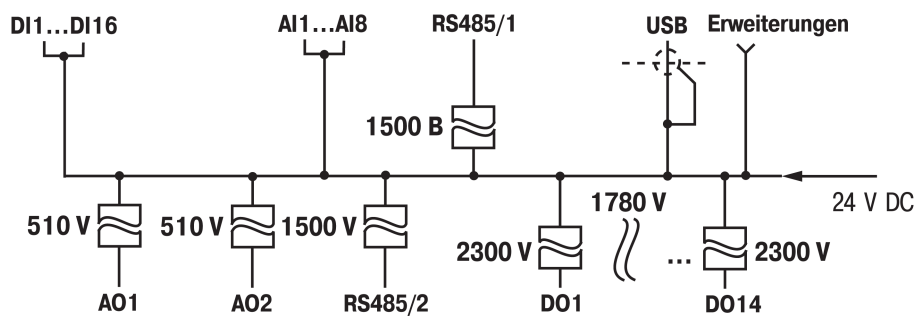 DI1...DI16 AI1...AI8 RS485/1 USB Erweiterungen
1500 B
1780 V
24 V DC
510 V 510 V 1500 V 2300 V ... 2300 V
AO1 AO2 RS485/2 DO1 DO14